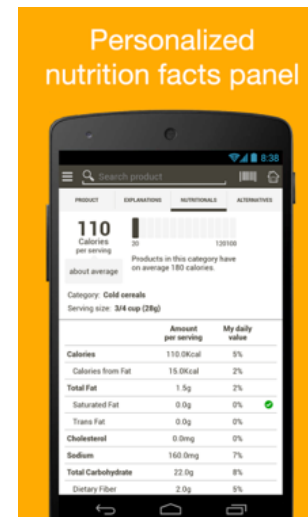 Personalized
nutrition facts panel
8:38
Search product
PRODUCT EXPLANATIONS NUTRITIONALS ALTERNATIVES
110
Calories
per serving
about average
Products in this category have
on average 180 calories.
Category: Cold cereals
Serving size: 3/4 cup (28g)
Amount per serving My daily value
Calories 110.0Kcal 5%
Calories from Fat 15.0Kcal 2%
Total Fat 1.5g 2%
Saturated Fat 0.0g 0%
Trans Fat 0.0g 0%
Cholesterol 0.0mg 0%
Sodium 160.0mg 7%
Total Carbohydrate 22.0g 8%
Dietary Fiber 2.0g 5%